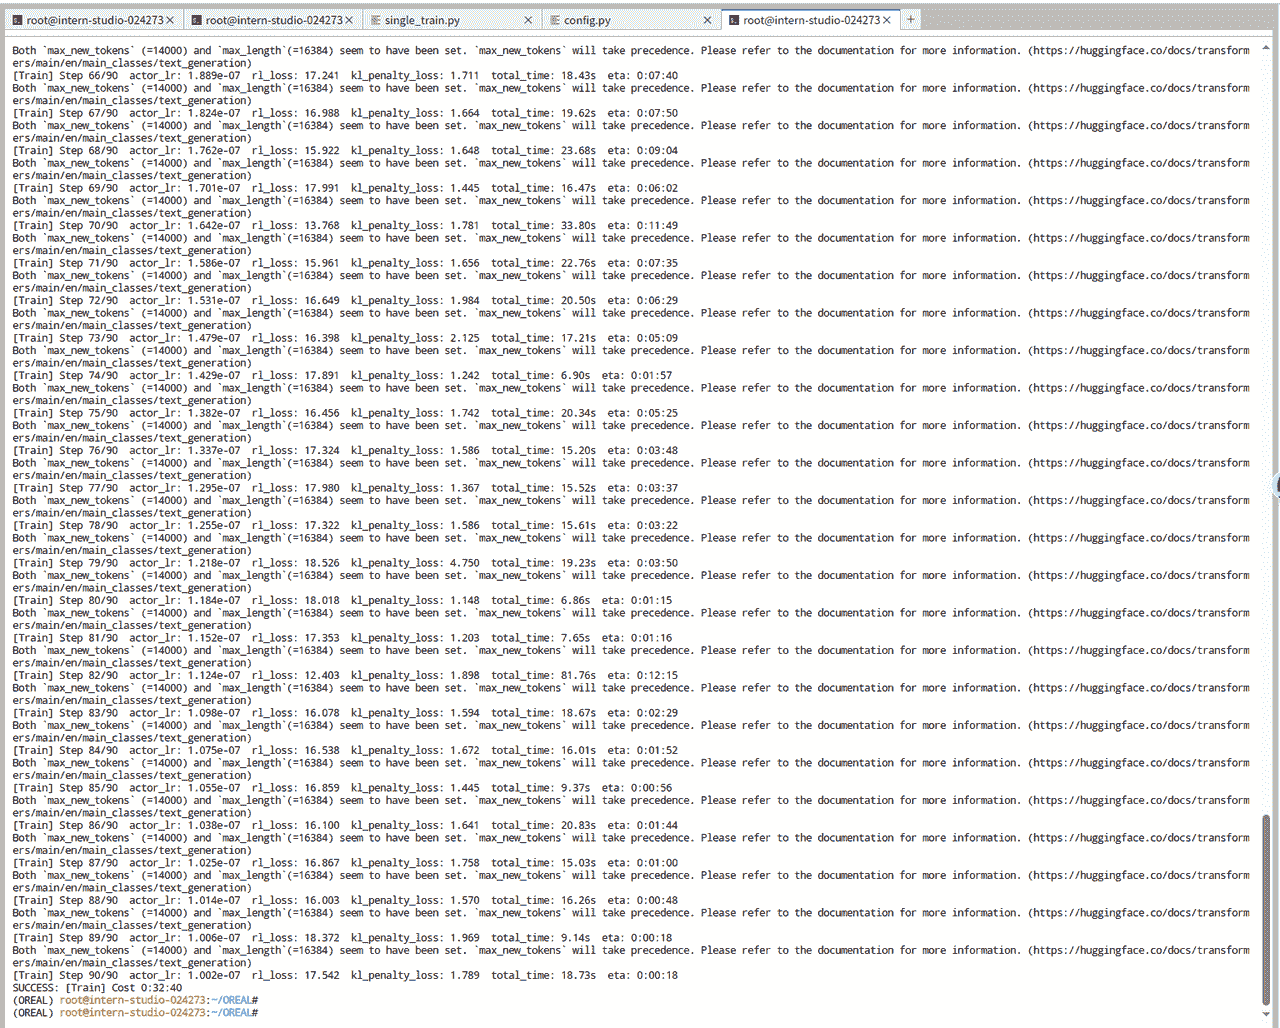 root@intern-studio-024273
root@intern-studio-024273
single_train.py
config.py
root@intern-studio-024273
Both `max_new_tokens` (=14000) and `max_length`(=16384) seem to have been set. `max_new_tokens` will take precedence. Please refer to the documentation for more information. (https://huggingface.co/docs/transform
ers/main/en/main_classes/text_generation)
[Train] Step 66/90 actor_lr: 1.889e-07 rl_loss: 17.241 kl_penalty_loss: 1.711 total_time: 18.43s eta: 0:07:40
Both `max_new_tokens` (=14000) and `max_length`(=16384) seem to have been set. `max_new_tokens` will take precedence. Please refer to the documentation for more information. (https://huggingface.co/docs/transform
ers/main/en/main_classes/text_generation)
[Train] Step 67/90 actor_lr: 1.824e-07 rl_loss: 16.988 kl_penalty_loss: 1.664 total_time: 19.62s eta: 0:07:50
Both `max_new_tokens` (=14000) and `max_length`(=16384) seem to have been set. `max_new_tokens` will take precedence. Please refer to the documentation for more information. (https://huggingface.co/docs/transform
ers/main/en/main_classes/text_generation)
[Train] Step 68/90 actor_lr: 1.762e-07 rl_loss: 15.922 kl_penalty_loss: 1.648 total_time: 23.68s eta: 0:09:04
Both `max_new_tokens` (=14000) and `max_length`(=16384) seem to have been set. `max_new_tokens` will take precedence. Please refer to the documentation for more information. (https://huggingface.co/docs/transform
ers/main/en/main_classes/text_generation)
[Train] Step 69/90 actor_lr: 1.701e-07 rl_loss: 17.991 kl_penalty_loss: 1.445 total_time: 16.47s eta: 0:06:02
Both `max_new_tokens` (=14000) and `max_length`(=16384) seem to have been set. `max_new_tokens` will take precedence. Please refer to the documentation for more information. (https://huggingface.co/docs/transform
ers/main/en/main_classes/text_generation)
[Train] Step 70/90 actor_lr: 1.642e-07 rl_loss: 13.768 kl_penalty_loss: 1.781 total_time: 33.80s eta: 0:11:49
Both `max_new_tokens` (=14000) and `max_length`(=16384) seem to have been set. `max_new_tokens` will take precedence. Please refer to the documentation for more information. (https://huggingface.co/docs/transform
ers/main/en/main_classes/text_generation)
[Train] Step 71/90 actor_lr: 1.586e-07 rl_loss: 15.961 kl_penalty_loss: 1.656 total_time: 22.76s eta: 0:07:35
Both `max_new_tokens` (=14000) and `max_length`(=16384) seem to have been set. `max_new_tokens` will take precedence. Please refer to the documentation for more information. (https://huggingface.co/docs/transform
ers/main/en/main_classes/text_generation)
[Train] Step 72/90 actor_lr: 1.531e-07 rl_loss: 16.649 kl_penalty_loss: 1.984 total_time: 20.50s eta: 0:06:29
Both `max_new_tokens` (=14000) and `max_length`(=16384) seem to have been set. `max_new_tokens` will take precedence. Please refer to the documentation for more information. (https://huggingface.co/docs/transform
ers/main/en/main_classes/text_generation)
[Train] Step 73/90 actor_lr: 1.479e-07 rl_loss: 16.398 kl_penalty_loss: 2.125 total_time: 17.21s eta: 0:05:09
Both `max_new_tokens` (=14000) and `max_length`(=16384) seem to have been set. `max_new_tokens` will take precedence. Please refer to the documentation for more information. (https://huggingface.co/docs/transform
ers/main/en/main_classes/text_generation)
[Train] Step 74/90 actor_lr: 1.429e-07 rl_loss: 17.891 kl_penalty_loss: 1.242 total_time: 6.90s eta: 0:01:57
Both `max_new_tokens` (=14000) and `max_length`(=16384) seem to have been set. `max_new_tokens` will take precedence. Please refer to the documentation for more information. (https://huggingface.co/docs/transform
ers/main/en/main_classes/text_generation)
[Train] Step 75/90 actor_lr: 1.382e-07 rl_loss: 16.456 kl_penalty_loss: 1.742 total_time: 20.34s eta: 0:05:25
Both `max_new_tokens` (=14000) and `max_length`(=16384) seem to have been set. `max_new_tokens` will take precedence. Please refer to the documentation for more information. (https://huggingface.co/docs/transform
ers/main/en/main_classes/text_generation)
[Train] Step 76/90 actor_lr: 1.337e-07 rl_loss: 17.324 kl_penalty_loss: 1.586 total_time: 15.20s eta: 0:03:48
Both `max_new_tokens` (=14000) and `max_length`(=16384) seem to have been set. `max_new_tokens` will take precedence. Please refer to the documentation for more information. (https://huggingface.co/docs/transform
ers/main/en/main_classes/text_generation)
[Train] Step 77/90 actor_lr: 1.295e-07 rl_loss: 17.980 kl_penalty_loss: 1.367 total_time: 15.52s eta: 0:03:37
Both `max_new_tokens` (=14000) and `max_length`(=16384) seem to have been set. `max_new_tokens` will take precedence. Please refer to the documentation for more information. (https://huggingface.co/docs/transform
ers/main/en/main_classes/text_generation)
[Train] Step 78/90 actor_lr: 1.255e-07 rl_loss: 17.322 kl_penalty_loss: 1.586 total_time: 15.61s eta: 0:03:22
Both `max_new_tokens` (=14000) and `max_length`(=16384) seem to have been set. `max_new_tokens` will take precedence. Please refer to the documentation for more information. (https://huggingface.co/docs/transform
ers/main/en/main_classes/text_generation)
[Train] Step 79/90 actor_lr: 1.218e-07 rl_loss: 18.526 kl_penalty_loss: 4.750 total_time: 19.23s eta: 0:03:50
Both `max_new_tokens` (=14000) and `max_length`(=16384) seem to have been set. `max_new_tokens` will take precedence. Please refer to the documentation for more information. (https://huggingface.co/docs/transform
ers/main/en/main_classes/text_generation)
[Train] Step 80/90 actor_lr: 1.184e-07 rl_loss: 18.018 kl_penalty_loss: 1.148 total_time: 6.86s eta: 0:01:15
Both `max_new_tokens` (=14000) and `max_length`(=16384) seem to have been set. `max_new_tokens` will take precedence. Please refer to the documentation for more information. (https://huggingface.co/docs/transform
ers/main/en/main_classes/text_generation)
[Train] Step 81/90 actor_lr: 1.152e-07 rl_loss: 17.353 kl_penalty_loss: 1.203 total_time: 7.65s eta: 0:01:16
Both `max_new_tokens` (=14000) and `max_length`(=16384) seem to have been set. `max_new_tokens` will take precedence. Please refer to the documentation for more information. (https://huggingface.co/docs/transform
ers/main/en/main_classes/text_generation)
[Train] Step 82/90 actor_lr: 1.124e-07 rl_loss: 12.403 kl_penalty_loss: 1.898 total_time: 81.76s eta: 0:12:15
Both `max_new_tokens` (=14000) and `max_length`(=16384) seem to have been set. `max_new_tokens` will take precedence. Please refer to the documentation for more information. (https://huggingface.co/docs/transform
ers/main/en/main_classes/text_generation)
[Train] Step 83/90 actor_lr: 1.098e-07 rl_loss: 16.078 kl_penalty_loss: 1.594 total_time: 18.67s eta: 0:02:29
Both `max_new_tokens` (=14000) and `max_length`(=16384) seem to have been set. `max_new_tokens` will take precedence. Please refer to the documentation for more information. (https://huggingface.co/docs/transform
ers/main/en/main_classes/text_generation)
[Train] Step 84/90 actor_lr: 1.075e-07 rl_loss: 16.538 kl_penalty_loss: 1.672 total_time: 16.01s eta: 0:01:52
Both `max_new_tokens` (=14000) and `max_length`(=16384) seem to have been set. `max_new_tokens` will take precedence. Please refer to the documentation for more information. (https://huggingface.co/docs/transform
ers/main/en/main_classes/text_generation)
[Train] Step 85/90 actor_lr: 1.055e-07 rl_loss: 16.859 kl_penalty_loss: 1.445 total_time: 9.37s eta: 0:00:56
Both `max_new_tokens` (=14000) and `max_length`(=16384) seem to have been set. `max_new_tokens` will take precedence. Please refer to the documentation for more information. (https://huggingface.co/docs/transform
ers/main/en/main_classes/text_generation)
[Train] Step 86/90 actor_lr: 1.038e-07 rl_loss: 16.100 kl_penalty_loss: 1.641 total_time: 20.83s eta: 0:01:44
Both `max_new_tokens` (=14000) and `max_length`(=16384) seem to have been set. `max_new_tokens` will take precedence. Please refer to the documentation for more information. (https://huggingface.co/docs/transform
ers/main/en/main_classes/text_generation)
[Train] Step 87/90 actor_lr: 1.025e-07 rl_loss: 16.867 kl_penalty_loss: 1.758 total_time: 15.03s eta: 0:01:00
Both `max_new_tokens` (=14000) and `max_length`(=16384) seem to have been set. `max_new_tokens` will take precedence. Please refer to the documentation for more information. (https://huggingface.co/docs/transform
ers/main/en/main_classes/text_generation)
[Train] Step 88/90 actor_lr: 1.014e-07 rl_loss: 16.003 kl_penalty_loss: 1.570 total_time: 16.26s eta: 0:00:48
Both `max_new_tokens` (=14000) and `max_length`(=16384) seem to have been set. `max_new_tokens` will take precedence. Please refer to the documentation for more information. (https://huggingface.co/docs/transform
ers/main/en/main_classes/text_generation)
[Train] Step 89/90 actor_lr: 1.006e-07 rl_loss: 18.372 kl_penalty_loss: 1.969 total_time: 9.14s eta: 0:00:18
Both `max_new_tokens` (=14000) and `max_length`(=16384) seem to have been set. `max_new_tokens` will take precedence. Please refer to the documentation for more information. (https://huggingface.co/docs/transform
ers/main/en/main_classes/text_generation)
[Train] Step 90/90 actor_lr: 1.002e-07 rl_loss: 17.542 kl_penalty_loss: 1.789 total_time: 18.73s eta: 0:00:18
SUCCESS: [Train] Cost 0:32:40
(OREAL) root@intern-studio-024273:~/OREAL#
(OREAL) root@intern-studio-024273:~/OREAL#